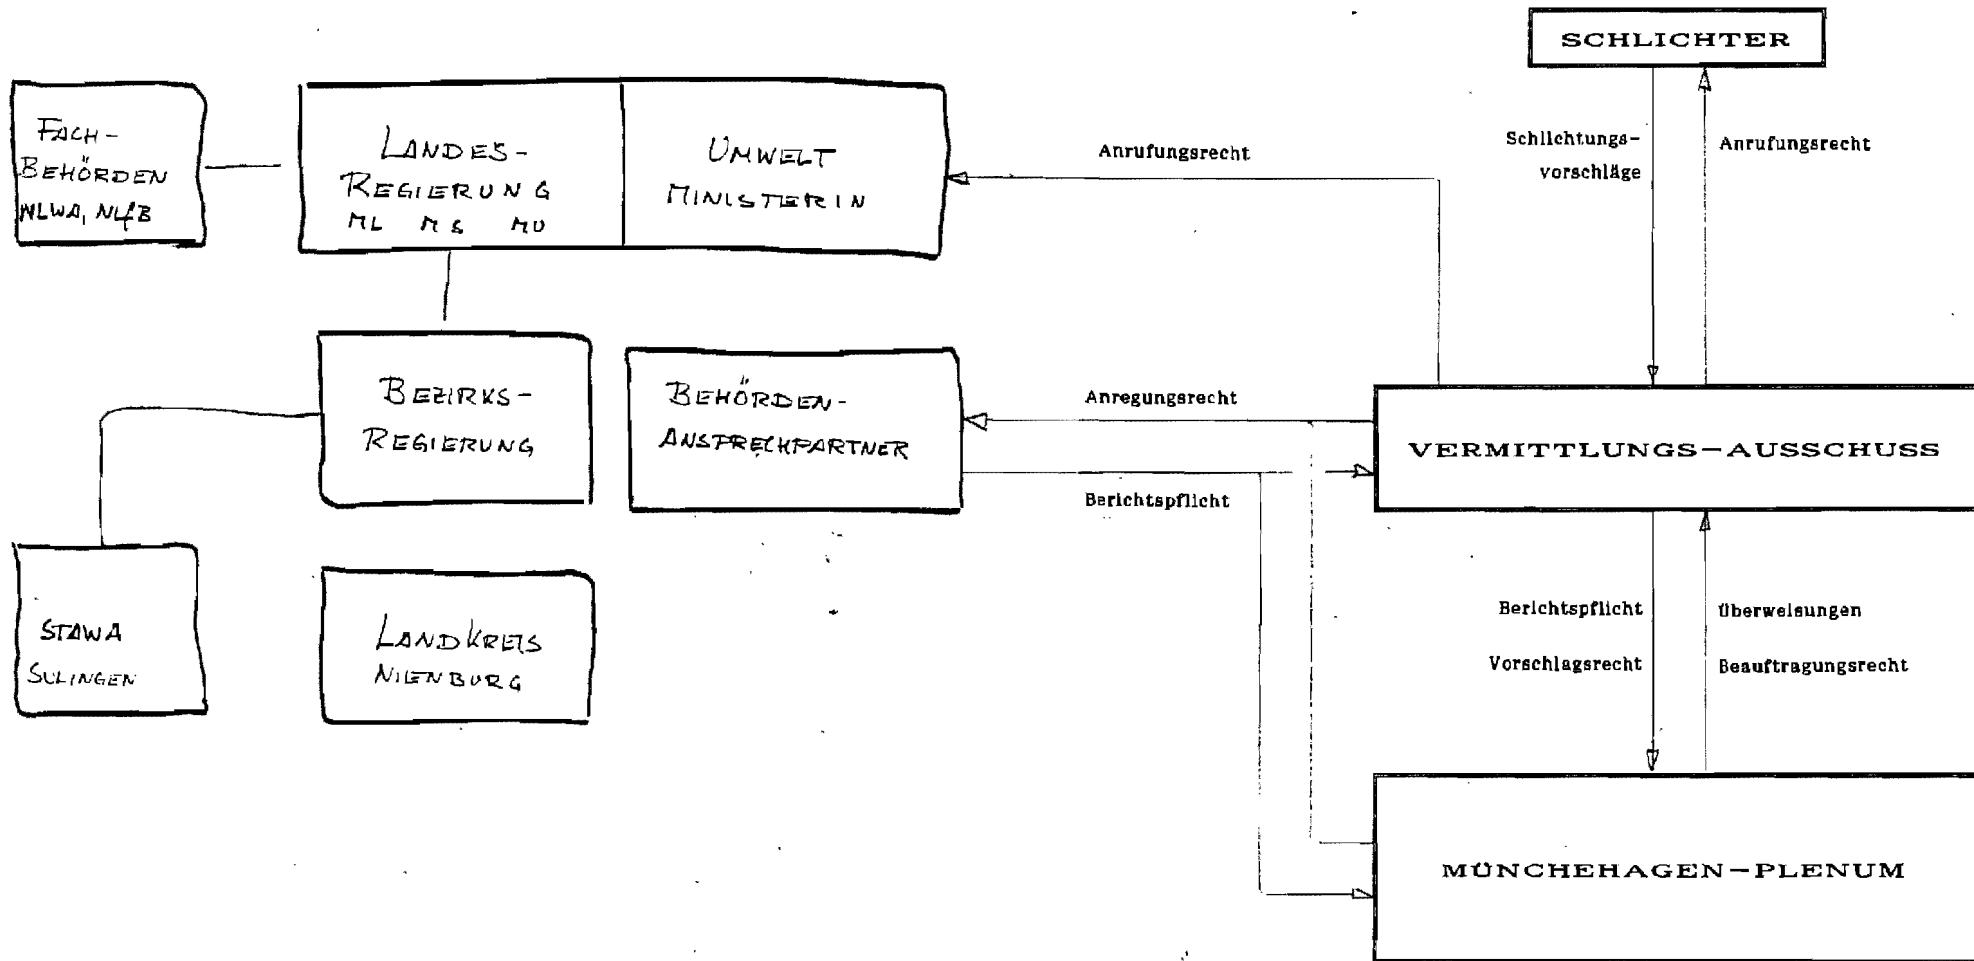 SCHLICHTER
FACH-
BEHÖRDEN
NLWA, NLfB
LANDES-
REGIERUNG
ML MS MU
UMWELT
MINISTERIN
Anrufungsrecht
Schlichtungs-
vorschläge
Anrufungsrecht
BEZIRKS-
REGIERUNG
BEHÖRDEN-
ANSPRECHPARTNER
Anregungsrecht
Berichtspflicht
VERMITTLUNGS-AUSSCHUSS
STAWA
SULINGEN
LANDKREIS
NIENBURG
Berichtspflicht
Vorschlagsrecht
Überweisungen
Beauftragungsrecht
MÜNCHEHAGEN-PLENUM